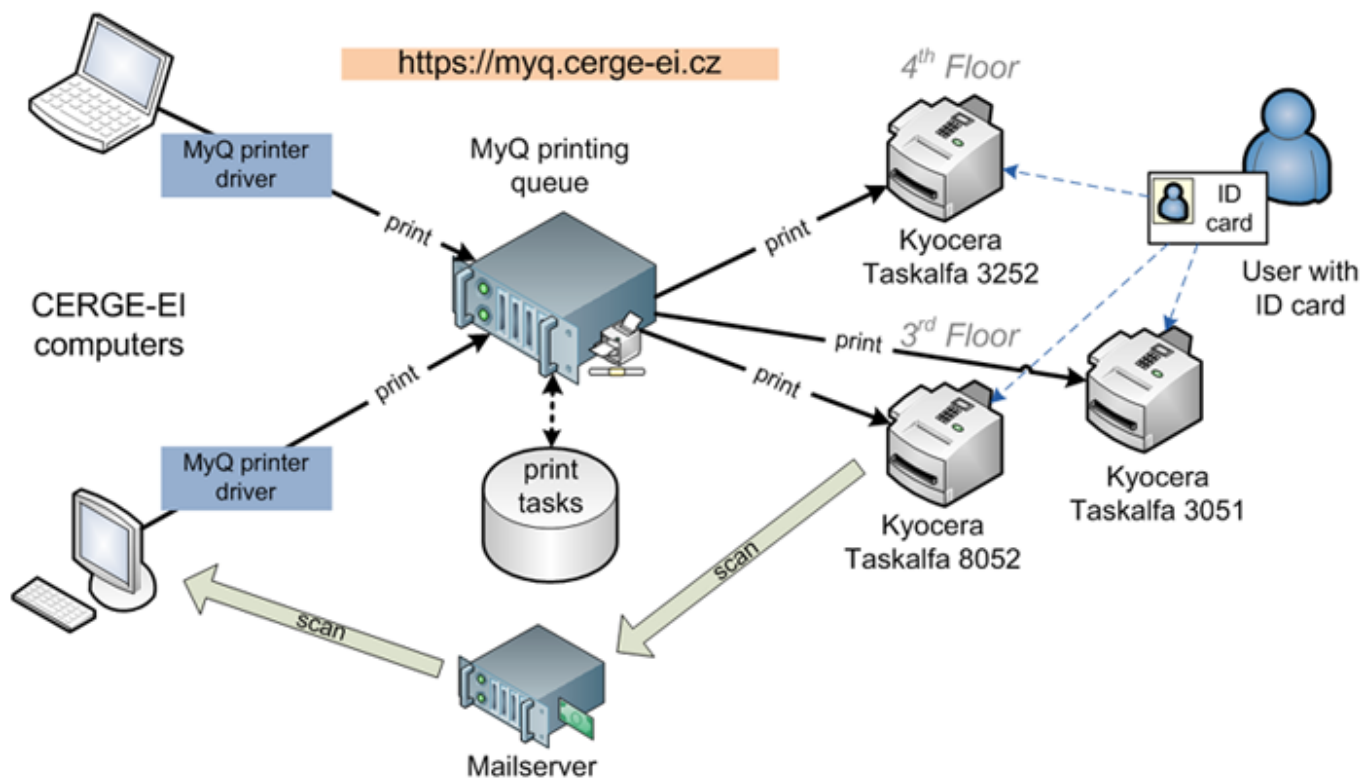 https://myq.cerge-ei.cz
4th Floor
MyQ printer
driver
MyQ printing
queue
ID
card
print
print
Kyocera
Taskalfa 3252
User with
ID card
CERGE-EI
computers
3rd Floor
print
print
print
MyQ printer
driver
print
tasks
Kyocera
Taskalfa 3051
Kyocera
Taskalfa 8052
scan
scan
Mailserver